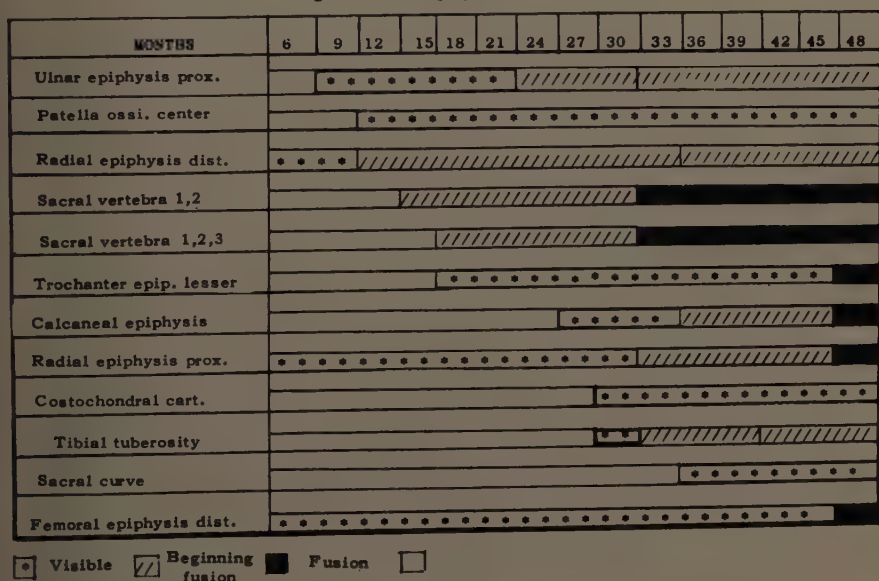 MONTHS 6 9 12 15 18 21 24 27 30 33 36 39 42 45 48
Ulnar epiphysis prox.
Patella ossi. center
Radial epiphysis dist.
Sacral vertebra 1,2
Sacral vertebra 1,2,3
Trochanter epip. lesser
Calcaneal epiphysis
Radial epiphysis prox.
Costochondral cart.
Tibial tuberosity
Sacral curve
Femoral epiphysis dist.
Visible Beginning fusion Fusion